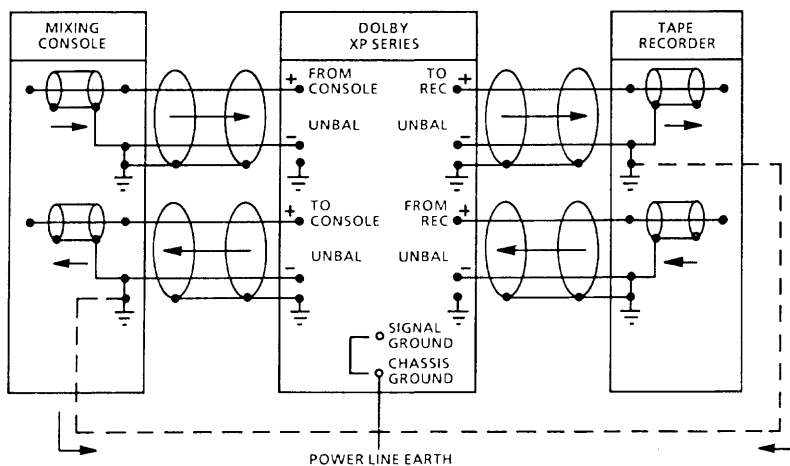 MIXING
CONSOLE
DOLBY
XP SERIES
TAPE
RECORDER
+ FROM
CONSOLE
TO +
REC
- UNBAL
UNBAL -
+ TO
CONSOLE
FROM +
REC
- UNBAL
UNBAL -
SIGNAL
GROUND
CHASSIS
GROUND
POWER LINE EARTH